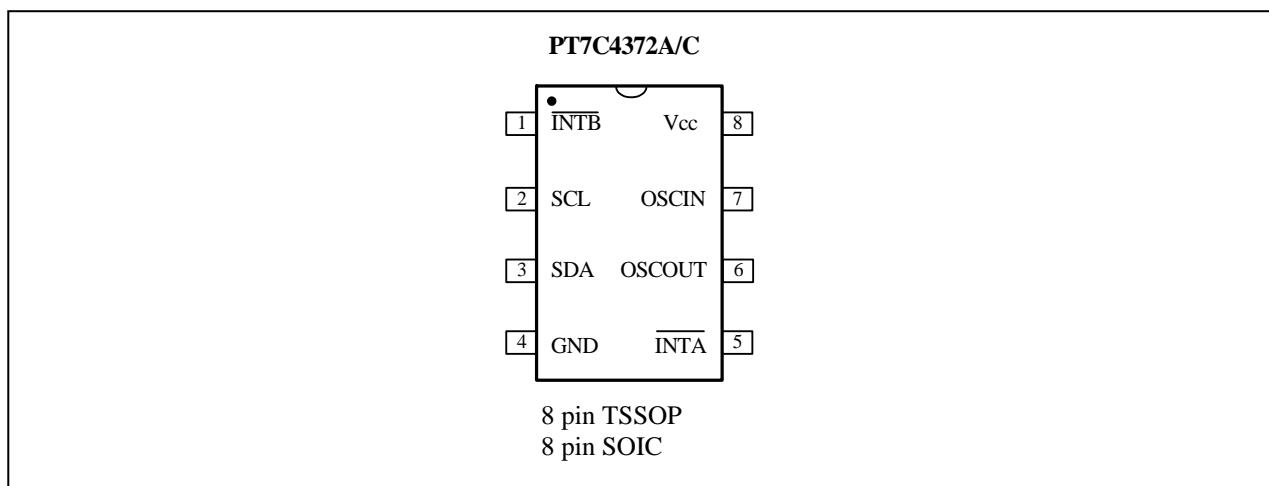 PT7C4372A/C
1 INTB Vcc 8
2 SCL OSCIN 7
3 SDA OSCOUT 6
4 GND INTA 5
8 pin TSSOP
8 pin SOIC